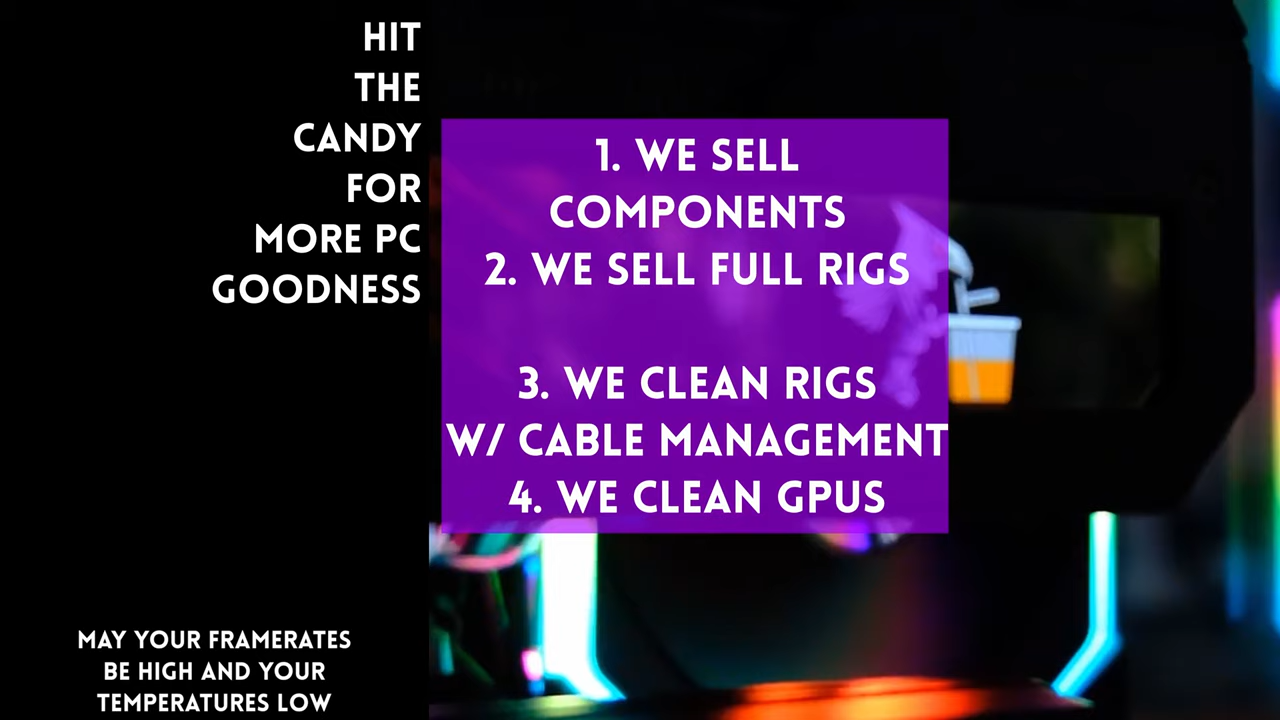 HIT
THE
CANDY
FOR
MORE PC
GOODNESS
1. WE SELL
COMPONENTS
2. WE SELL FULL RIGS
3. WE CLEAN RIGS
W/ CABLE MANAGEMENT
4. WE CLEAN GPUS
MAY YOUR FRAMERATES
BE HIGH AND YOUR
TEMPERATURES LOW